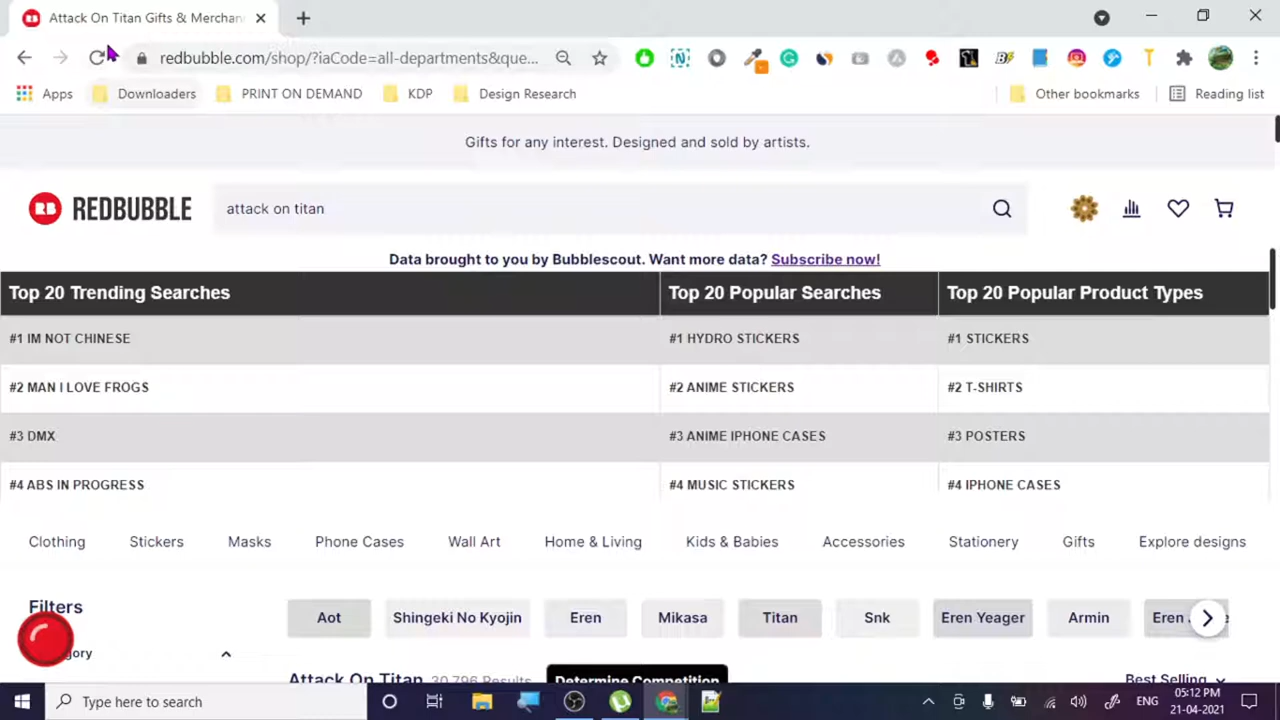 Attack On Titan Gifts & Merchan
redbubble.com/shop/?iaCode=all-departments&que...
Apps Downloaders PRINT ON DEMAND KDP Design Research Other bookmarks Reading list
Gifts for any interest. Designed and sold by artists.
RB REDBUBBLE attack on titan
Data brought to you by Bubblescout. Want more data? Subscribe now!
Top 20 Trending Searches Top 20 Popular Searches Top 20 Popular Product Types
#1 IM NOT CHINESE #1 HYDRO STICKERS #1 STICKERS
#2 MAN I LOVE FROGS #2 ANIME STICKERS #2 T-SHIRTS
#3 DMX #3 ANIME IPHONE CASES #3 POSTERS
#4 ABS IN PROGRESS #4 MUSIC STICKERS #4 IPHONE CASES
Clothing Stickers Masks Phone Cases Wall Art Home & Living Kids & Babies Accessories Stationery Gifts Explore designs
Filters
Aot Shingeki No Kyojin Eren Mikasa Titan Snk Eren Yeager Armin Eren
Attack On Titan 30,796 Results Determine Competition Best Selling
Type here to search ENG 05:12 PM
21-04-2021